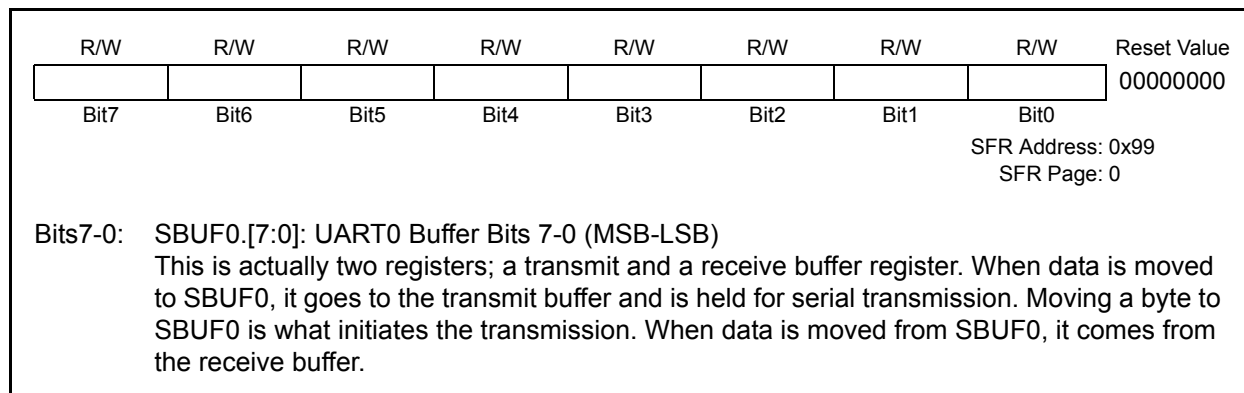 R/W R/W R/W R/W R/W R/W R/W R/W Reset Value
00000000
Bit7 Bit6 Bit5 Bit4 Bit3 Bit2 Bit1 Bit0
SFR Address: 0x99
SFR Page: 0
Bits7-0: SBUF0.[7:0]: UART0 Buffer Bits 7-0 (MSB-LSB)
This is actually two registers; a transmit and a receive buffer register. When data is moved
to SBUF0, it goes to the transmit buffer and is held for serial transmission. Moving a byte to
SBUF0 is what initiates the transmission. When data is moved from SBUF0, it comes from
the receive buffer.